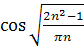 cos √((2n²−1)/(πn))